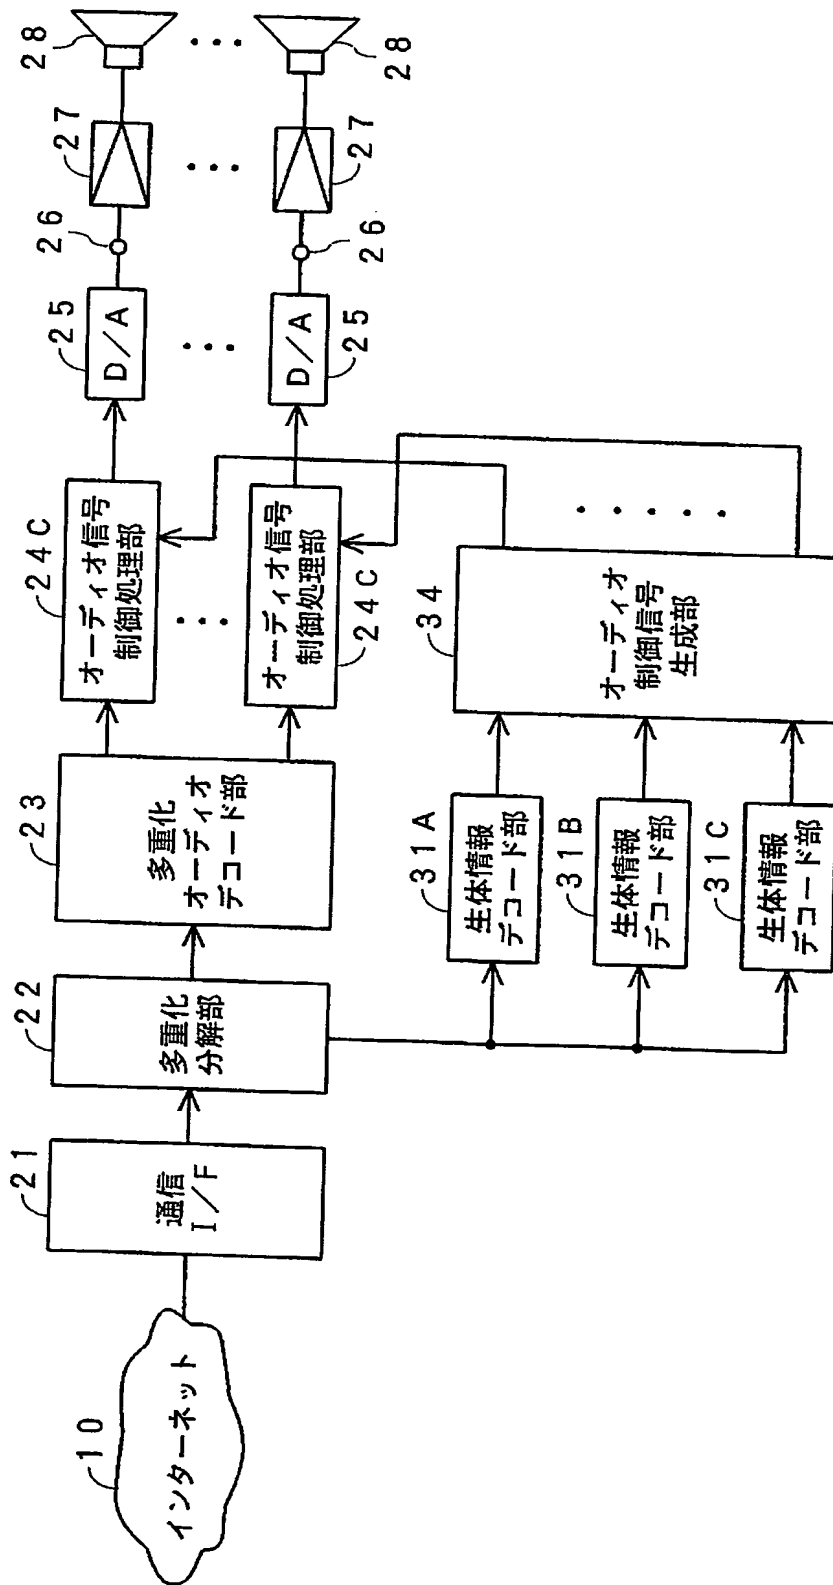 10
インターネット
21
通信
I/F
22
多重化
分解部
23
多重化
オーディオ
デコード部
24C
オーディオ信号
制御処理部
25
D/A
26
27
28
オーディオ信号
制御処理部
24C
D/A
25
26
27
28
31A
生体情報
デコード部
31B
生体情報
デコード部
31C
生体情報
デコード部
34
オーディオ
制御信号
生成部